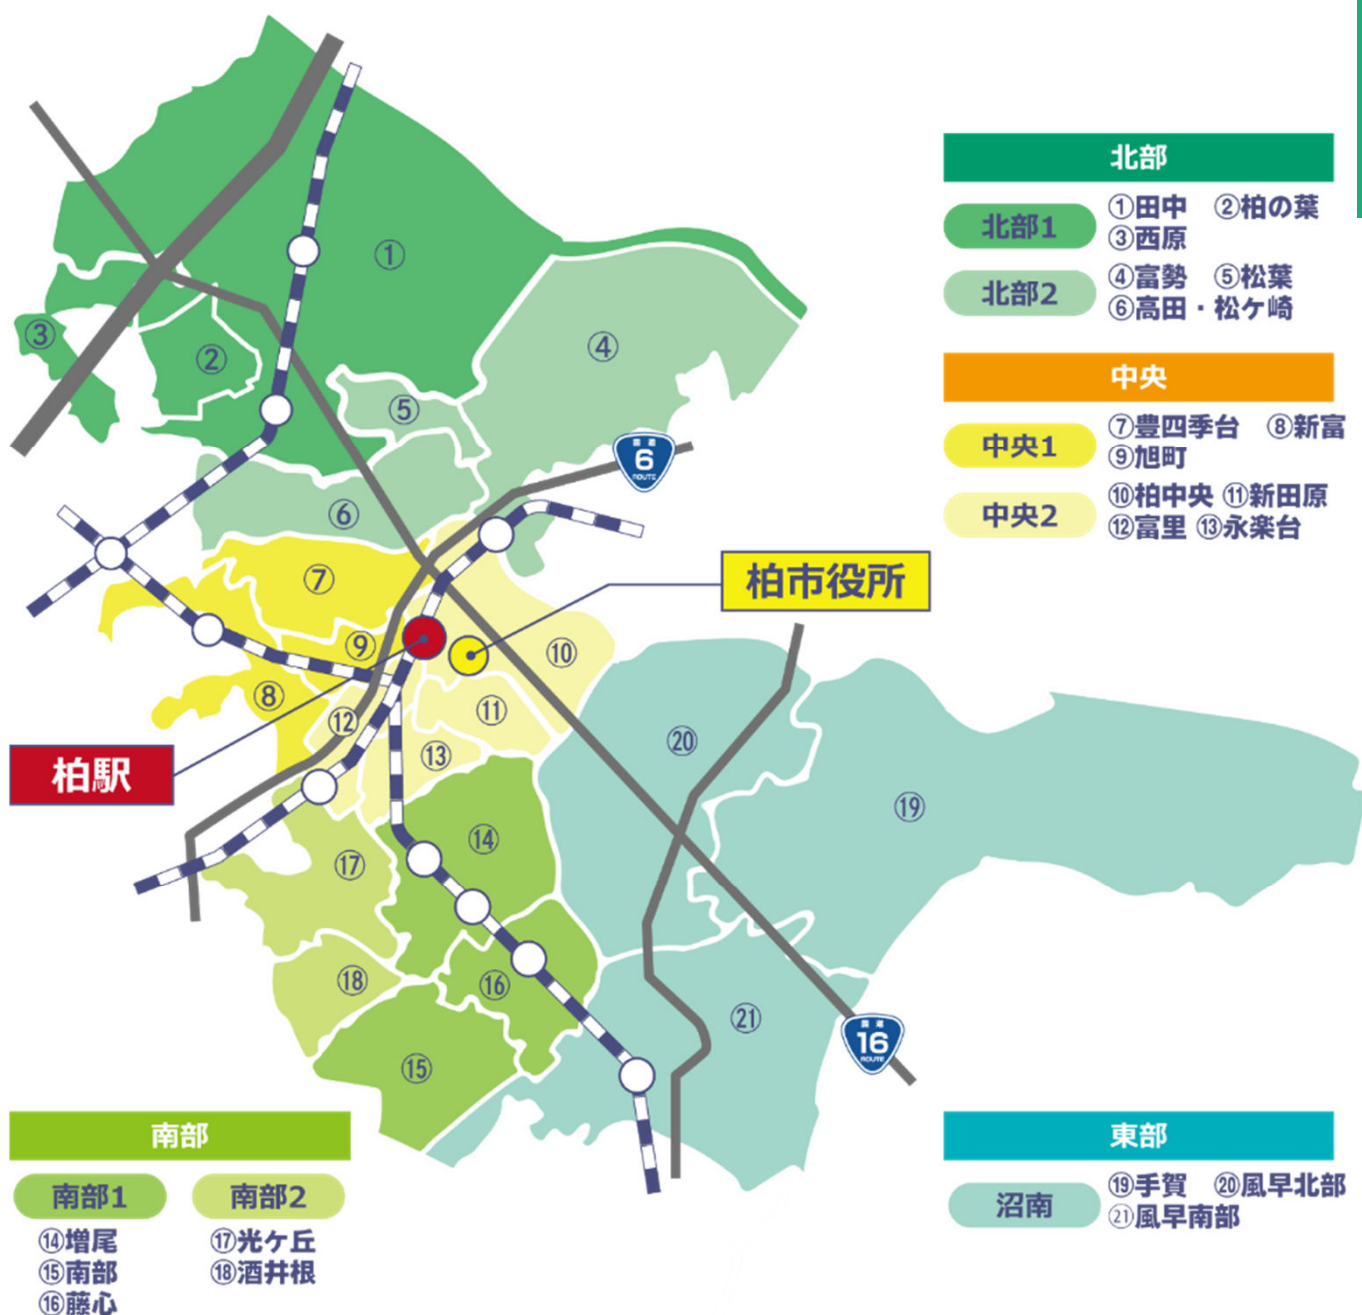 北部
北部1
①田中 ②柏の葉
③西原
北部2
④富勢 ⑤松葉
⑥高田・松ケ崎
中央
中央1
⑦豊四季台 ⑧新富
⑨旭町
中央2
⑩柏中央 ⑪新田原
⑫富里 ⑬永楽台
①
②
③
④
⑤
国道
6
ROUTE
⑥
⑦
柏市役所
⑨
⑩
⑧
⑪
⑫
⑬
⑳
柏駅
⑲
⑭
⑰
⑱
⑯
㉑
国道
16
ROUTE
⑮
南部
南部1
⑭増尾
⑮南部
⑯藤心
南部2
⑰光ケ丘
⑱酒井根
東部
沼南
⑲手賀 ⑳風早北部
㉑風早南部